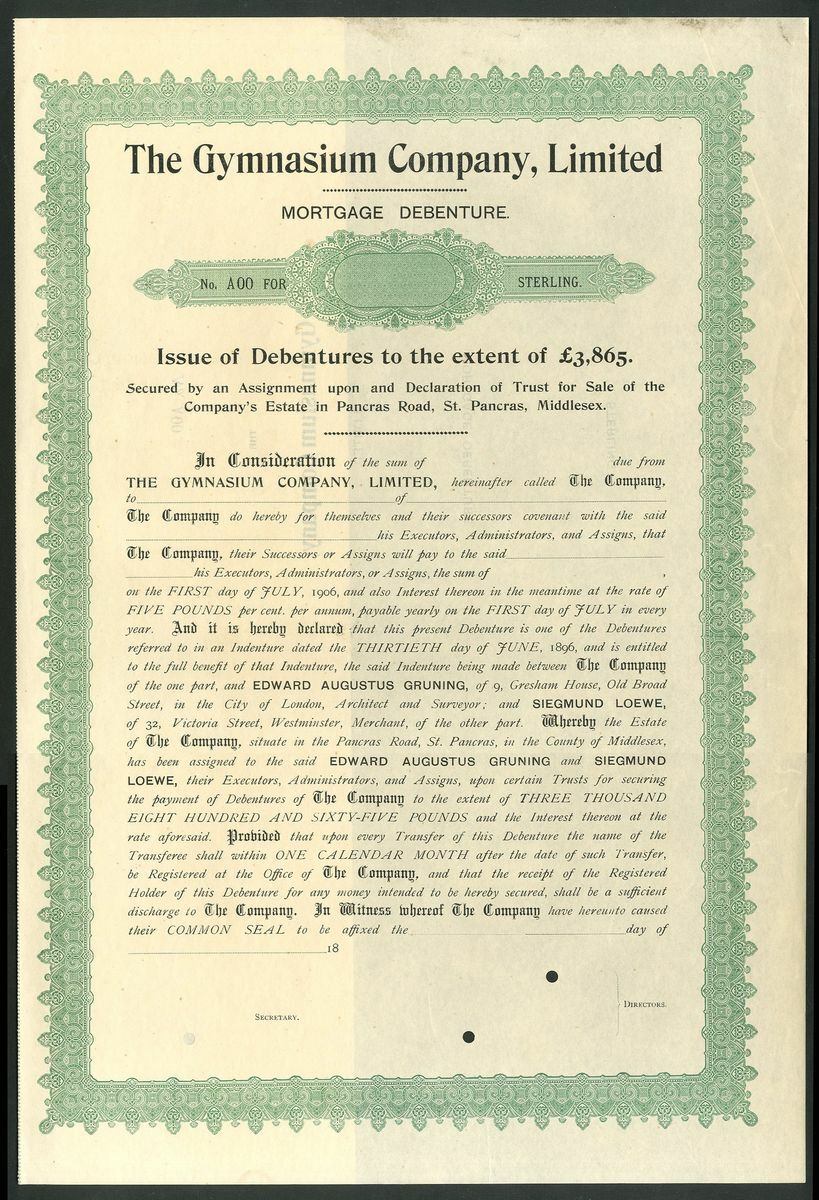 The Gymnasium Company, Limited
MORTGAGE DEBENTURE.
No. A00 FOR STERLING.
Issue of Debentures to the extent of £3,865.
Secured by an Assignment upon and Declaration of Trust for Sale of the
Company's Estate in Pancras Road, St. Pancras, Middlesex.
In Consideration of the sum of due from
THE GYMNASIUM COMPANY, LIMITED, hereinafter called The Company,
to of
The Company do hereby for themselves and their successors covenant with the said
his Executors, Administrators, and Assigns, that
The Company, their Successors or Assigns will pay to the said
his Executors, Administrators, or Assigns, the sum of ,
on the FIRST day of JULY, 1906, and also Interest thereon in the meantime at the rate of
FIVE POUNDS per cent. per annum, payable yearly on the FIRST day of JULY in every
year. And it is hereby declared that this present Debenture is one of the Debentures
referred to in an Indenture dated the THIRTIETH day of JUNE, 1896, and is entitled
to the full benefit of that Indenture, the said Indenture being made between The Company
of the one part, and EDWARD AUGUSTUS GRUNING, of 9, Gresham House, Old Broad
Street, in the City of London, Architect and Surveyor; and SIEGMUND LOEWE,
of 32, Victoria Street, Westminster, Merchant, of the other part. Whereby the Estate
of The Company, situate in the Pancras Road, St. Pancras, in the County of Middlesex,
has been assigned to the said EDWARD AUGUSTUS GRUNING and SIEGMUND
LOEWE, their Executors, Administrators, and Assigns, upon certain Trusts for securing
the payment of Debentures of The Company to the extent of THREE THOUSAND
EIGHT HUNDRED AND SIXTY-FIVE POUNDS and the Interest thereon at the
rate aforesaid. Provided that upon every Transfer of this Debenture the name of the
Transferee shall within ONE CALENDAR MONTH after the date of such Transfer,
be Registered at the Office of The Company, and that the receipt of the Registered
Holder of this Debenture for any money intended to be hereby secured, shall be a sufficient
discharge to The Company. In Witness whereof The Company have hereunto caused
their COMMON SEAL to be affixed the day of
18
DIRECTORS.
SECRETARY.